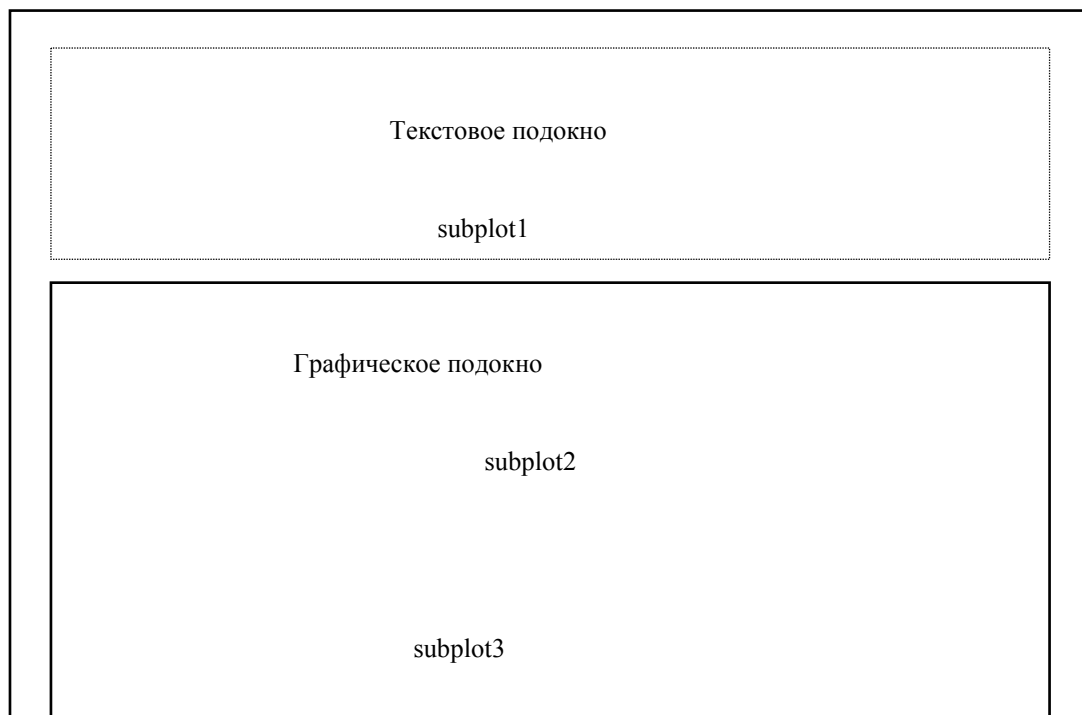 Текстовое подокно
subplot1
Графическое подокно
subplot2
subplot3